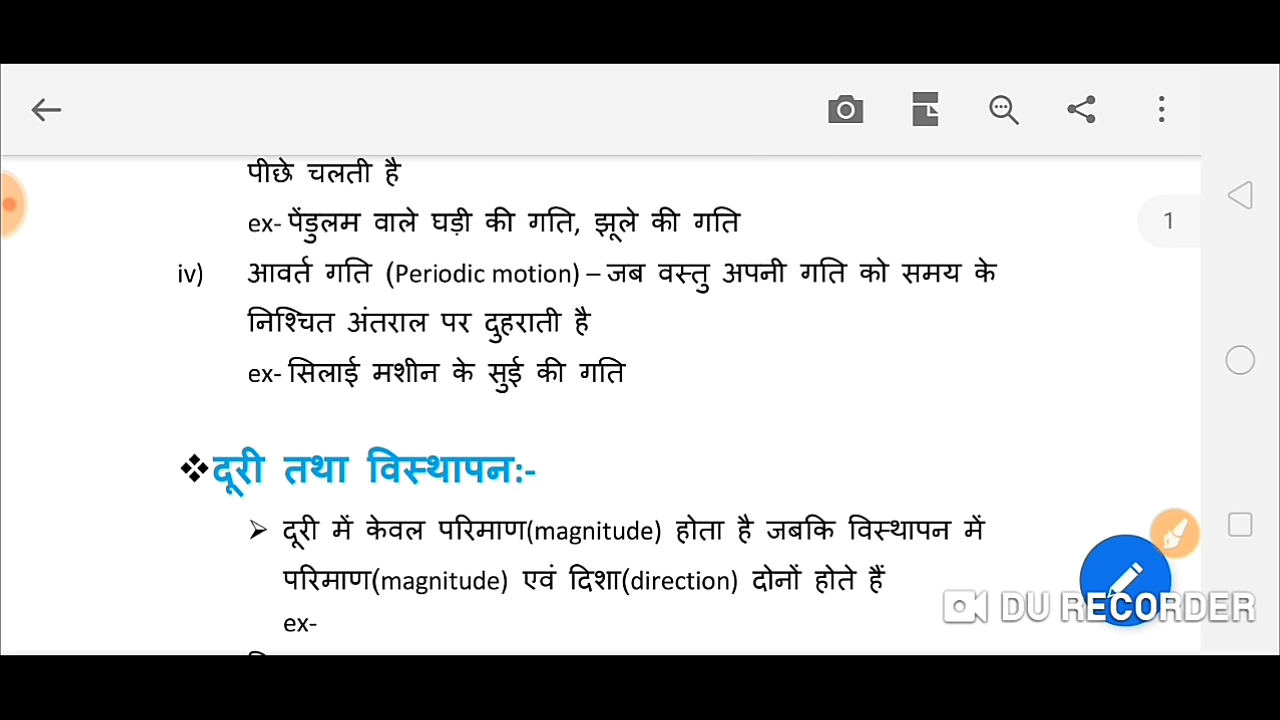 पीछे चलती है
ex- पेंडुलम वाले घड़ी की गति, झूले की गति
1
iv) आवर्त गति (Periodic motion) – जब वस्तु अपनी गति को समय के
निश्चित अंतराल पर दुहराती है
ex- सिलाई मशीन के सुई की गति
❖दूरी तथा विस्थापन:-
➢ दूरी में केवल परिमाण(magnitude) होता है जबकि विस्थापन में
परिमाण(magnitude) एवं दिशा(direction) दोनों होते हैं
DU RECORDER
ex-